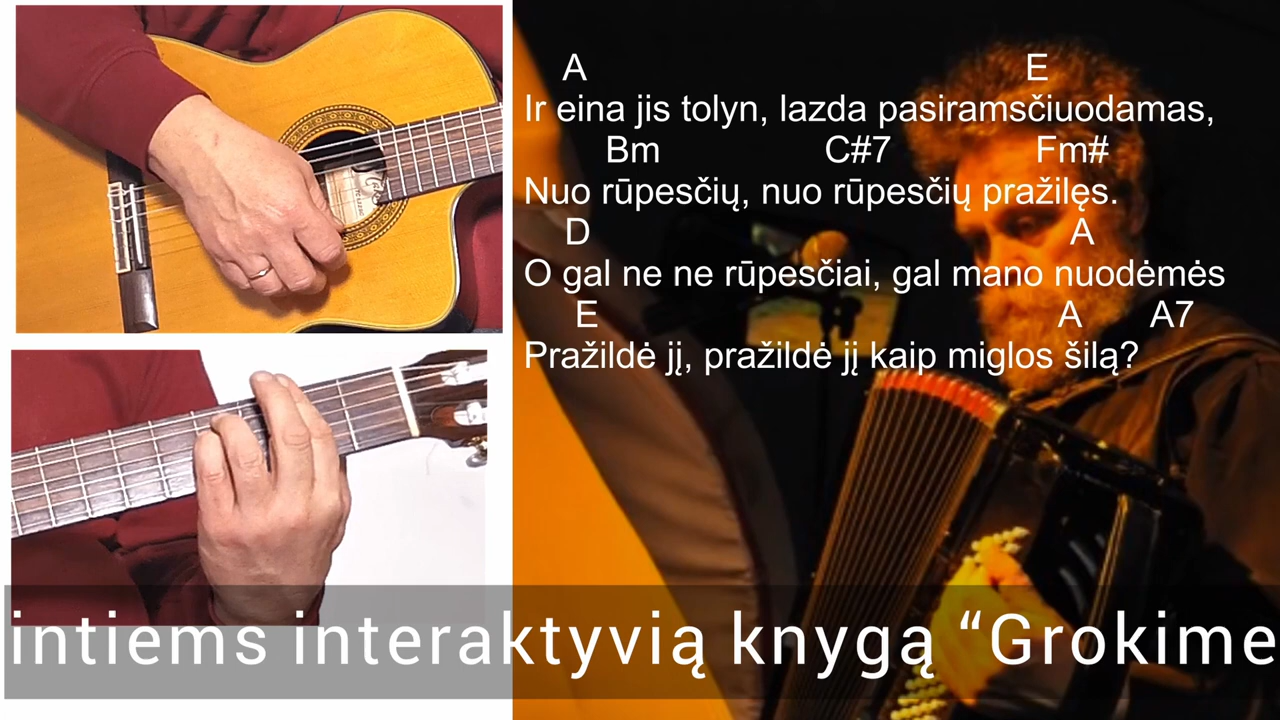 A E
Ir eina jis tolyn, lazda pasiramsčiuodamas,
Bm C#7 Fm#
Nuo rūpesčių, nuo rūpesčių pražilęs.
D A
O gal ne ne rūpesčiai, gal mano nuodėmės
E A A7
Pražildė jį, pražildė jį kaip miglos šilą?
intiems interaktyvią knygą “Grokime